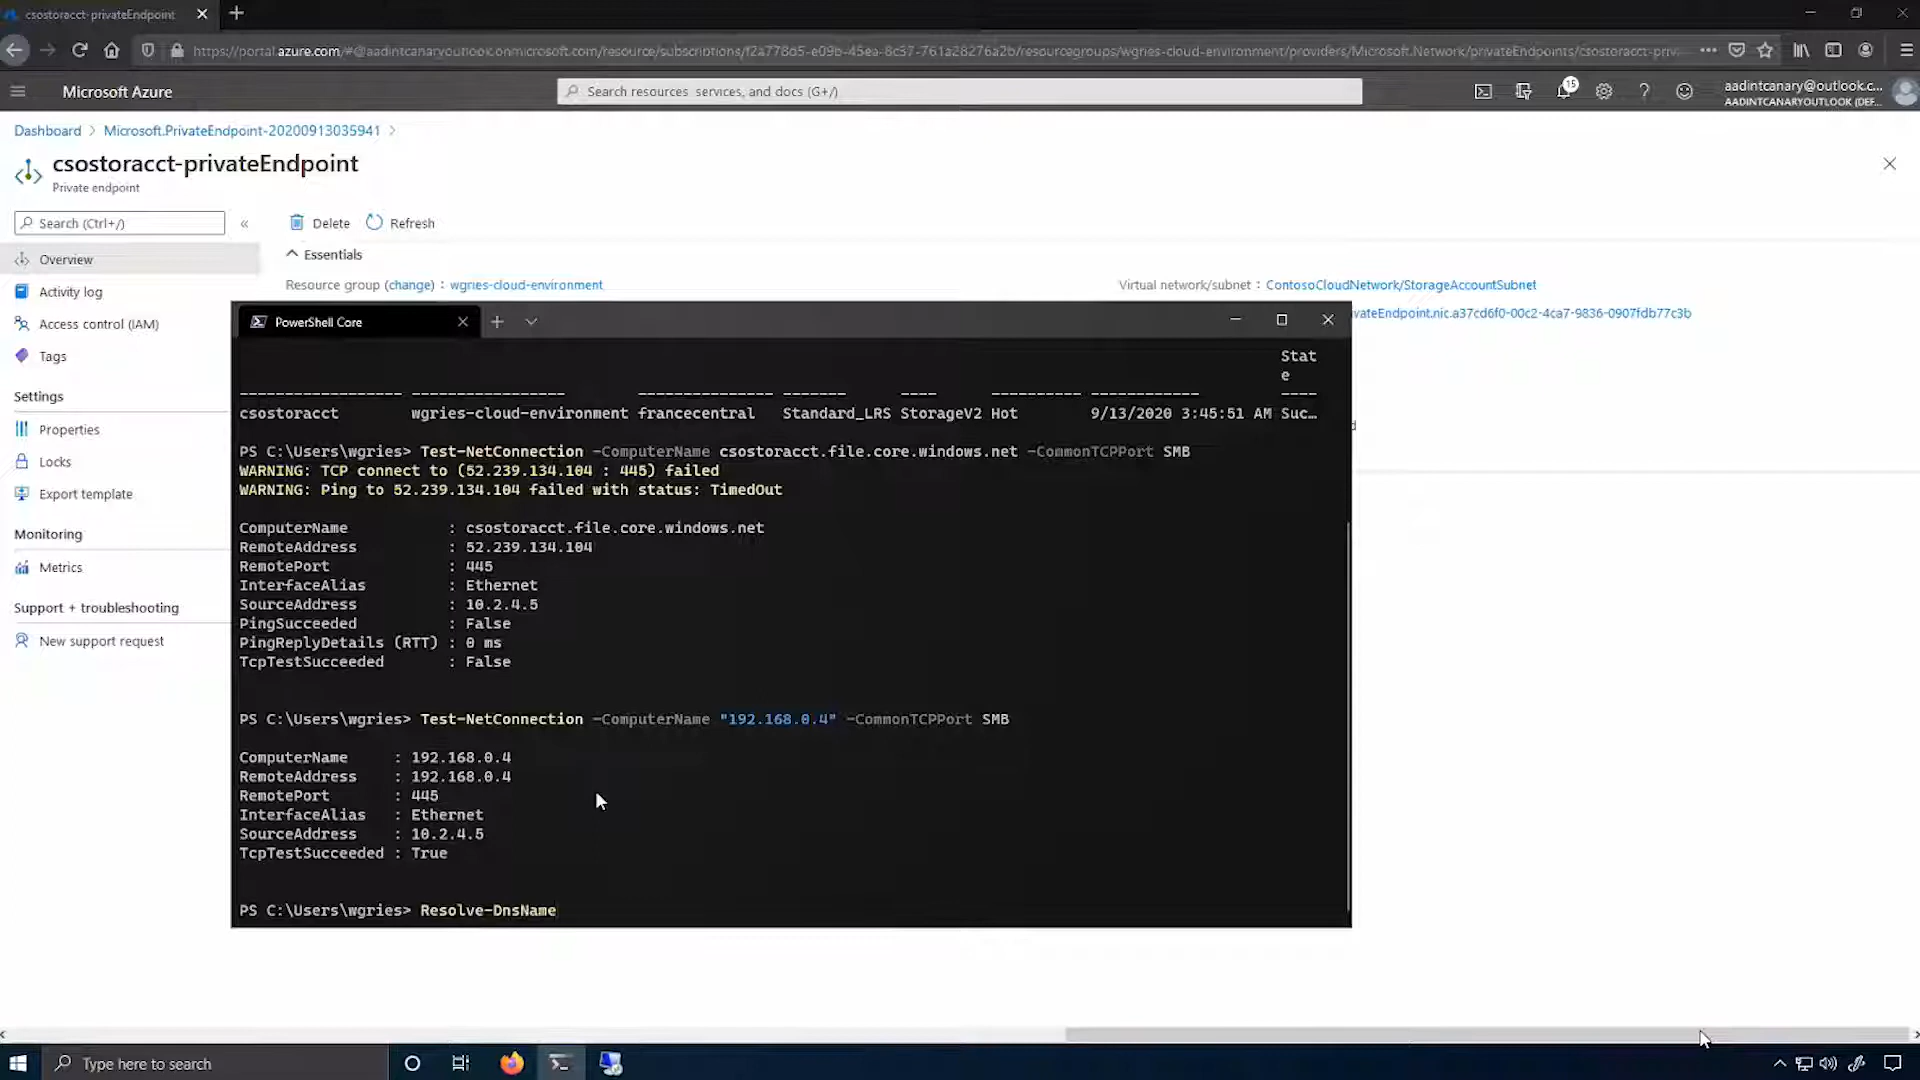 csostoracct-privateEndpoint
https://portal.azure.com/#@aadintcanaryoutlook.onmicrosoft.com/resource/subscriptions/f2a778d5-e09b-45ea-8c37-761a28276a2b/resourcegroups/wgries-cloud-environment/providers/Microsoft.Network/privateEndpoints/csostoracct-priv...
Microsoft Azure
Search resources, services, and docs (G+/)
15
aadintcanary@outlook.c...
AADINTCANARYOUTLOOK (DEF...
Dashboard > Microsoft.PrivateEndpoint-20200913035941 >
csostoracct-privateEndpoint
Private endpoint
Search (Ctrl+/)
«
Delete
Refresh
Overview
Essentials
Activity log
Resource group (change) : wgries-cloud-environment
Virtual network/subnet : ContosoCloudNetwork/StorageAccountSubnet
vateEndpoint.nic.a37cd6f0-00c2-4ca7-9836-0907fdb77c3b
Access control (IAM)
Tags
Settings
Properties
Locks
Export template
Monitoring
Metrics
Support + troubleshooting
New support request
PowerShell Core
Stat
e
------------------ ----------------- --------------- ------- ---- ---------- ------------ ----
csostoracct wgries-cloud-environment francecentral Standard_LRS StorageV2 Hot 9/13/2020 3:45:51 AM Suc…
PS C:\Users\wgries> Test-NetConnection -ComputerName csostoracct.file.core.windows.net -CommonTCPPort SMB
WARNING: TCP connect to (52.239.134.104 : 445) failed
WARNING: Ping to 52.239.134.104 failed with status: TimedOut
ComputerName : csostoracct.file.core.windows.net
RemoteAddress : 52.239.134.104
RemotePort : 445
InterfaceAlias : Ethernet
SourceAddress : 10.2.4.5
PingSucceeded : False
PingReplyDetails (RTT) : 0 ms
TcpTestSucceeded : False
PS C:\Users\wgries> Test-NetConnection -ComputerName "192.168.0.4" -CommonTCPPort SMB
ComputerName : 192.168.0.4
RemoteAddress : 192.168.0.4
RemotePort : 445
InterfaceAlias : Ethernet
SourceAddress : 10.2.4.5
TcpTestSucceeded : True
PS C:\Users\wgries> Resolve-DnsName
Type here to search